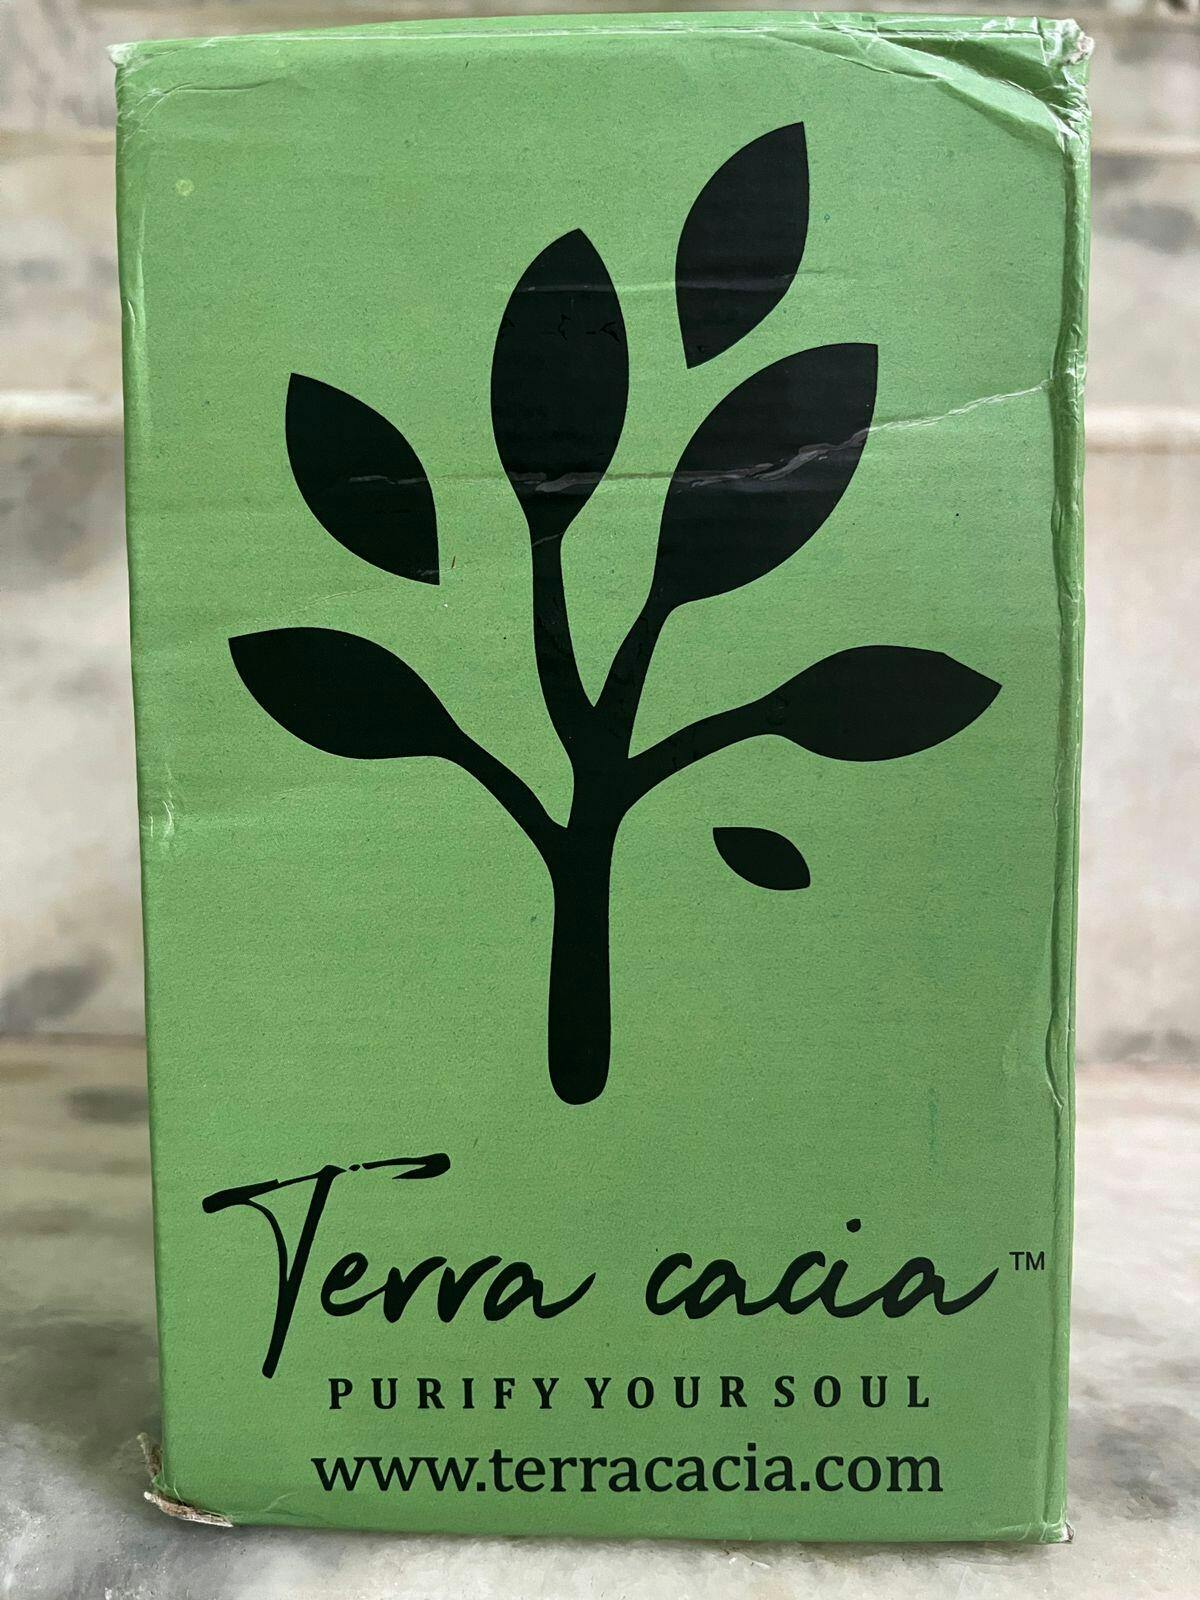 Terra cacia™
PURIFY YOUR SOUL
www.terracacia.com